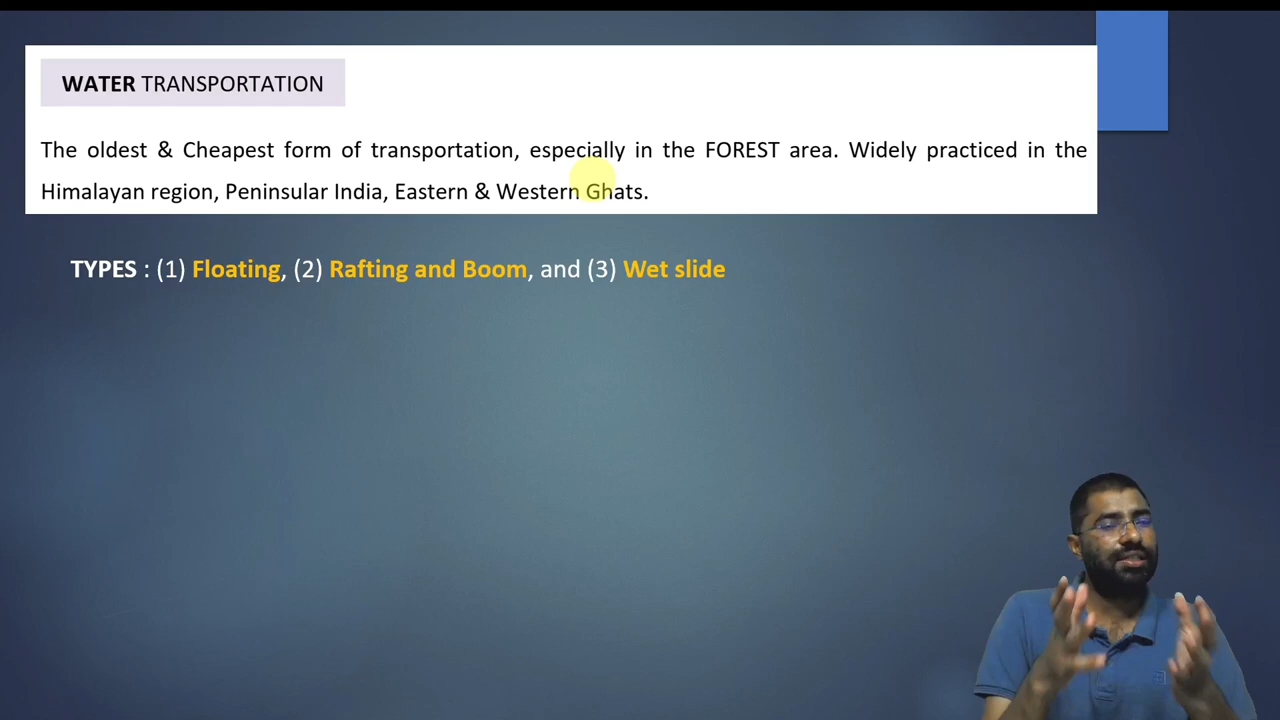 WATER TRANSPORTATION
The oldest & Cheapest form of transportation, especially in the FOREST area. Widely practiced in the
Himalayan region, Peninsular India, Eastern & Western Ghats.
TYPES : (1) Floating, (2) Rafting and Boom, and (3) Wet slide